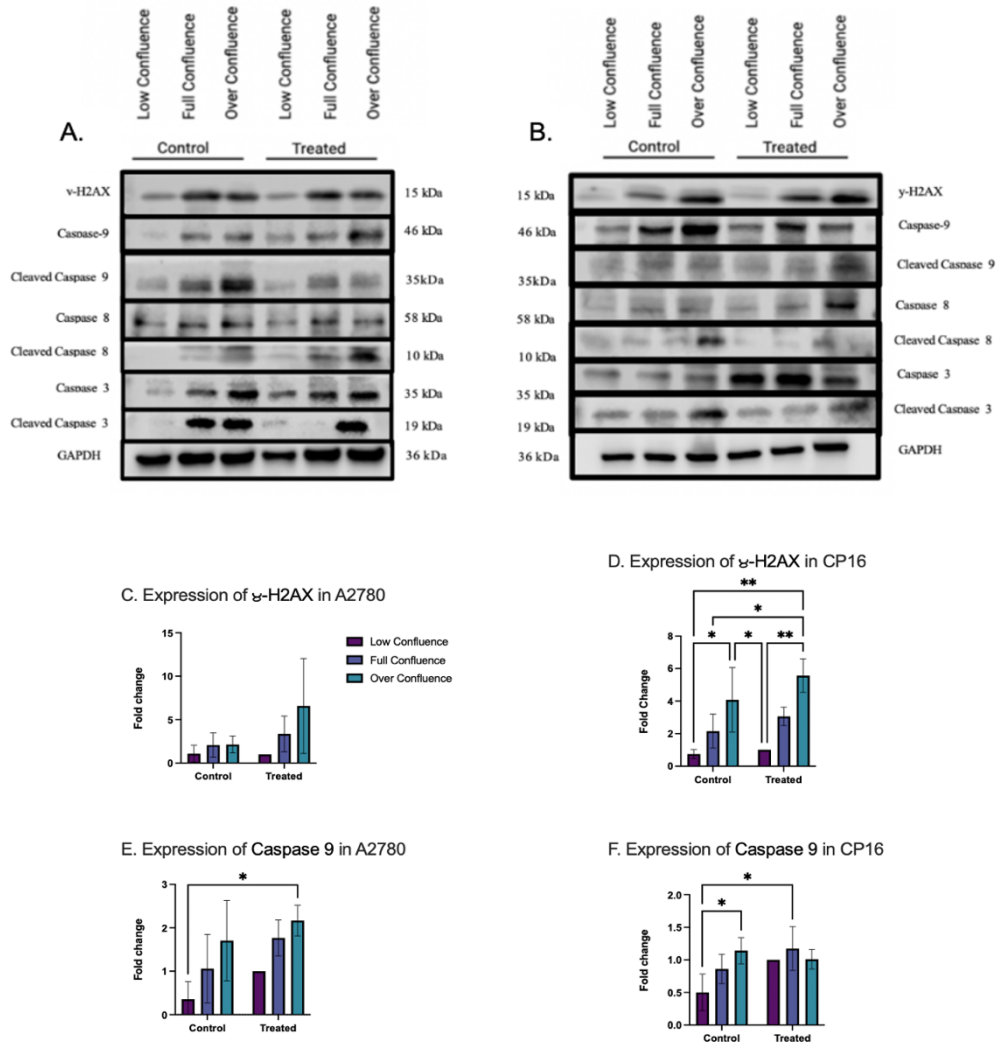 A.
Low Confluence
Full Confluence
Over Confluence
Low Confluence
Full Confluence
Over Confluence
Control
Treated
v-H2AX
15 kDa
Caspase-9
46 kDa
Cleaved Caspase 9
35kDa
Caspase 8
58 kDa
Cleaved Caspase 8
10 kDa
Caspase 3
35 kDa
Cleaved Caspase 3
19 kDa
GAPDH
36 kDa
B.
Low Confluence
Full Confluence
Over Confluence
Low Confluence
Full Confluence
Over Confluence
Control
Treated
15 kDa
y-H2AX
46 kDa
Caspase-9
Cleaved Caspase 9
35kDa
Caspase 8
58 kDa
Cleaved Caspase 8
10 kDa
Caspase 3
35 kDa
Cleaved Caspase 3
19 kDa
GAPDH
36 kDa
C. Expression of ɤ-H2AX in A2780
Fold change
15
10
5
0
Control
Treated
Low Confluence
Full Confluence
Over Confluence
D. Expression of ɤ-H2AX in CP16
Fold Change
8
6
4
2
0
**
*
*
*
**
Control
Treated
E. Expression of Caspase 9 in A2780
Fold change
3
2
1
0
*
Control
Treated
F. Expression of Caspase 9 in CP16
Fold change
2.0
1.5
1.0
0.5
0.0
*
*
Control
Treated